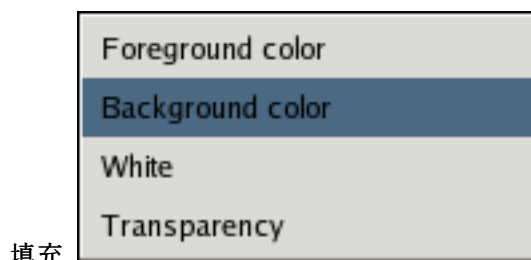 Foreground color
Background color
White
Transparency
填充